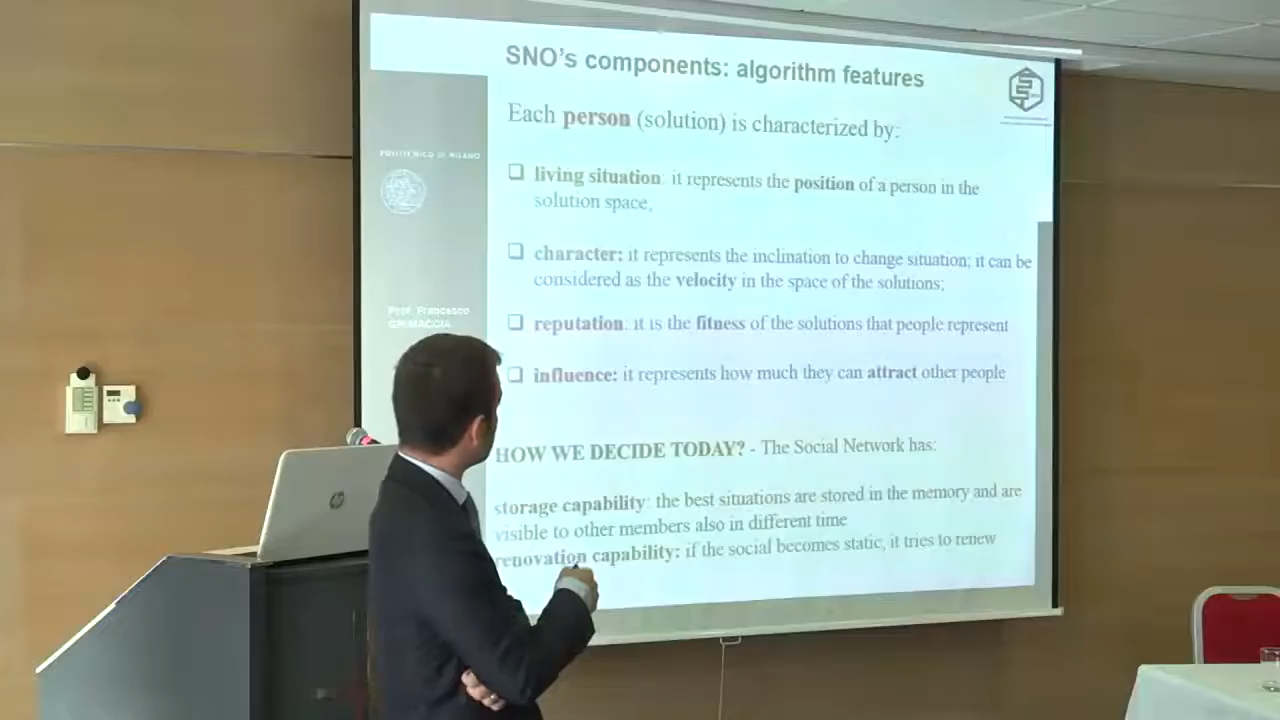 SNO's components: algorithm features
Each person (solution) is characterized by:
POLITECNICO DI MILANO
living situation: it represents the position of a person in the
solution space,
character: it represents the inclination to change situation; it can be
considered as the velocity in the space of the solutions;
Prof. Francesco
GRIMACCIA
reputation: it is the fitness of the solutions that people represent
influence: it represents how much they can attract other people
HOW WE DECIDE TODAY? - The Social Network has:
storage capability: the best situations are stored in the memory and are
visible to other members also in different time
renovation capability: if the social becomes static, it tries to renew
hp